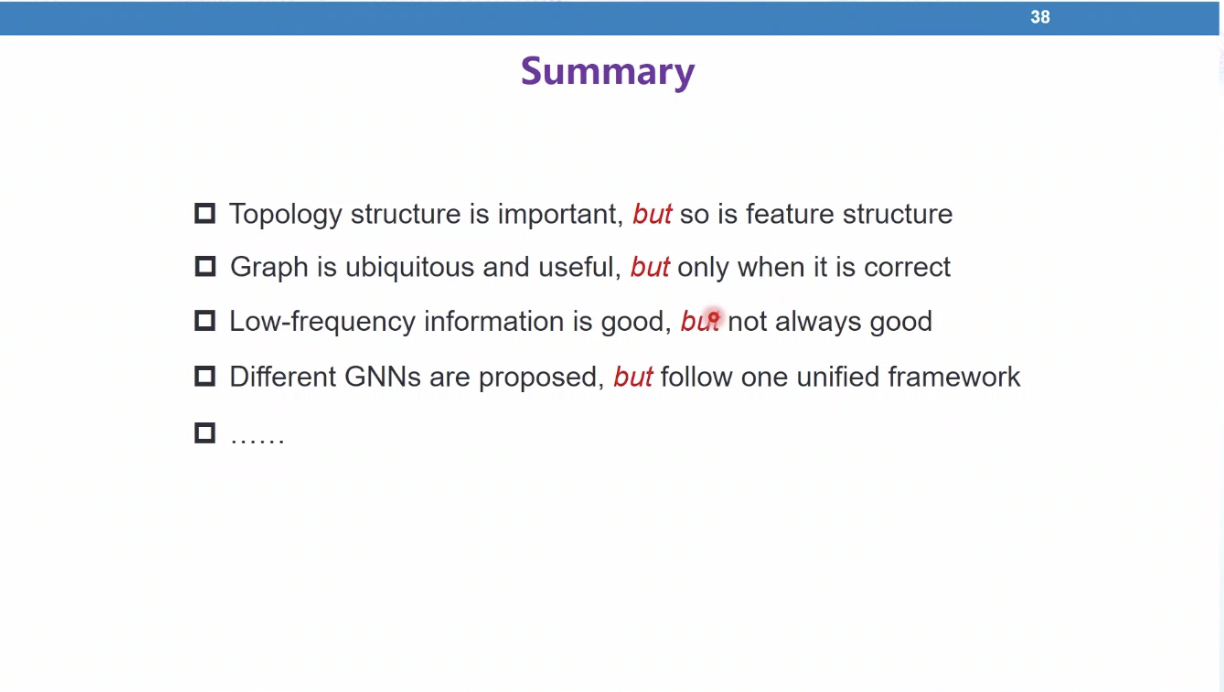 38
Summary
Topology structure is important, but so is feature structure
Graph is ubiquitous and useful, but only when it is correct
Low-frequency information is good, but not always good
Different GNNs are proposed, but follow one unified framework
……